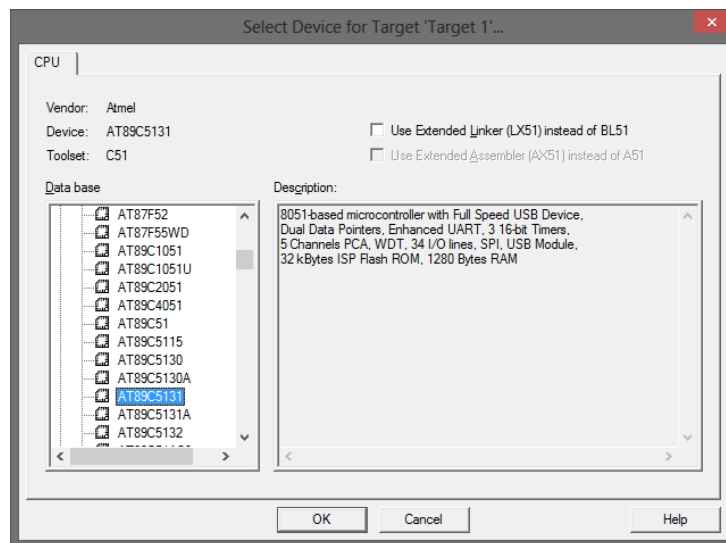 Select Device for Target 'Target 1'...
CPU
Vendor: Atmel
Device: AT89C5131
Use Extended Linker (LX51) instead of BL51
Toolset: C51
Use Extended Assembler (AX51) instead of A51
Data base
Description:
AT87F52
AT87F55WD
AT89C1051
AT89C1051U
AT89C2051
AT89C4051
AT89C51
AT89C5115
AT89C5130
AT89C5130A
AT89C5131
AT89C5131A
AT89C5132
8051-based microcontroller with Full Speed USB Device,
Dual Data Pointers, Enhanced UART, 3 16-bit Timers,
5 Channels PCA, WDT, 34 I/O lines, SPI, USB Module,
32 kBytes ISP Flash ROM, 1280 Bytes RAM
OK
Cancel
Help